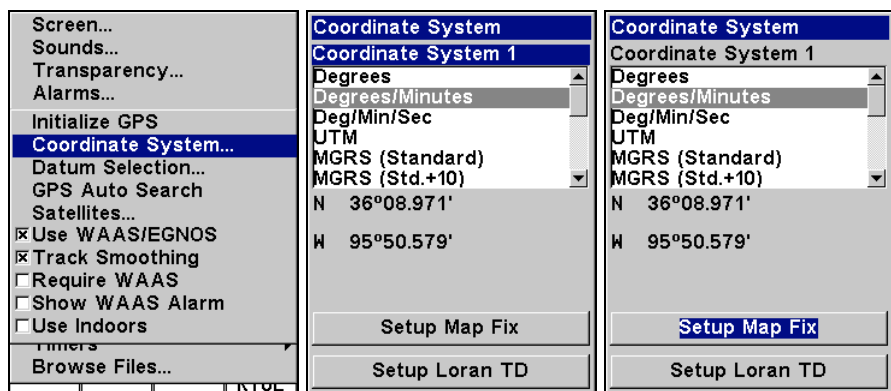 Screen...
Sounds...
Transparency...
Alarms...
Initialize GPS
Coordinate System...
Datum Selection...
GPS Auto Search
Satellites...
Use WAAS/EGNOS
Track Smoothing
Require WAAS
Show WAAS Alarm
Use Indoors
Timers
Browse Files...
Coordinate System
Coordinate System 1
Degrees
Degrees/Minutes
Deg/Min/Sec
UTM
MGRS (Standard)
MGRS (Std.+10)
N 36º08.971'
W 95º50.579'
Setup Map Fix
Setup Loran TD
Coordinate System
Coordinate System 1
Degrees
Degrees/Minutes
Deg/Min/Sec
UTM
MGRS (Standard)
MGRS (Std.+10)
N 36º08.971'
W 95º50.579'
Setup Map Fix
Setup Loran TD